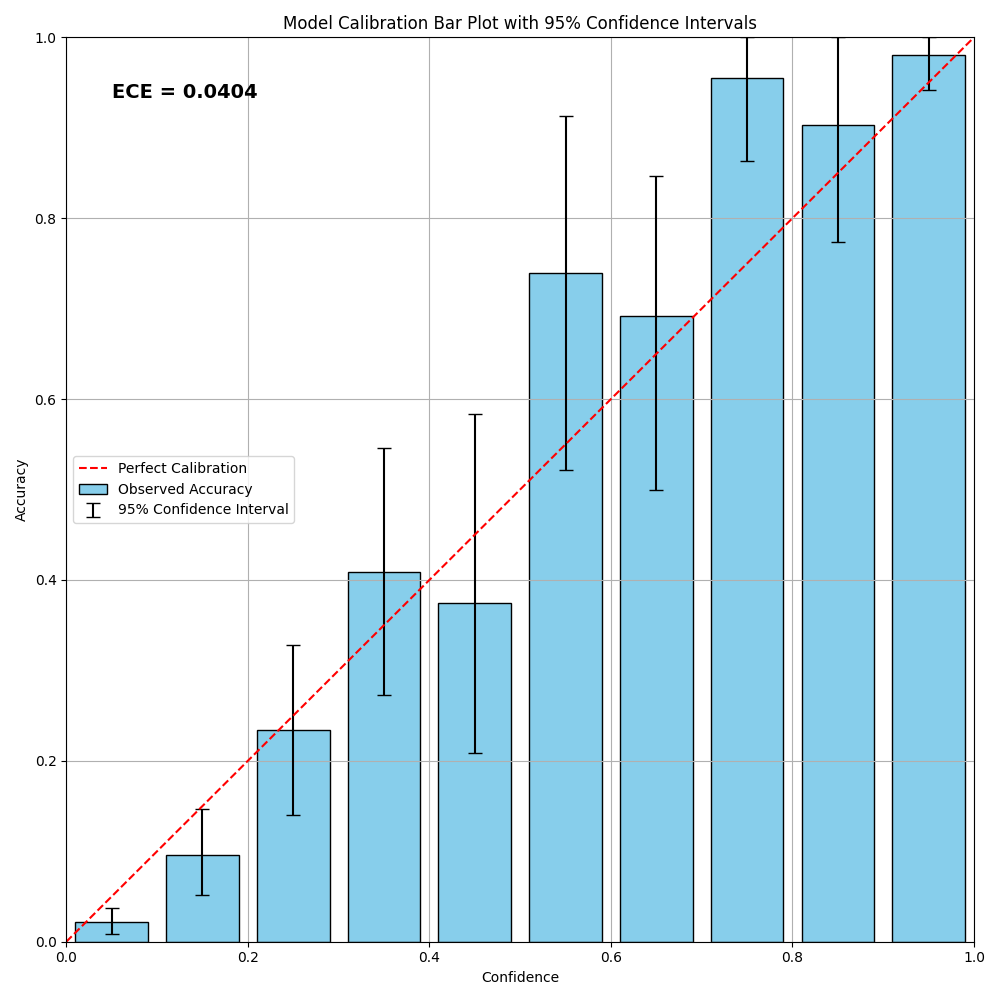 Model Calibration Bar Plot with 95% Confidence Intervals
1.0
ECE = 0.0404
0.8
0.6
Perfect Calibration
Observed Accuracy
95% Confidence Interval
Accuracy
0.4
0.2
0.0
0.0 0.2 0.4 0.6 0.8 1.0
Confidence